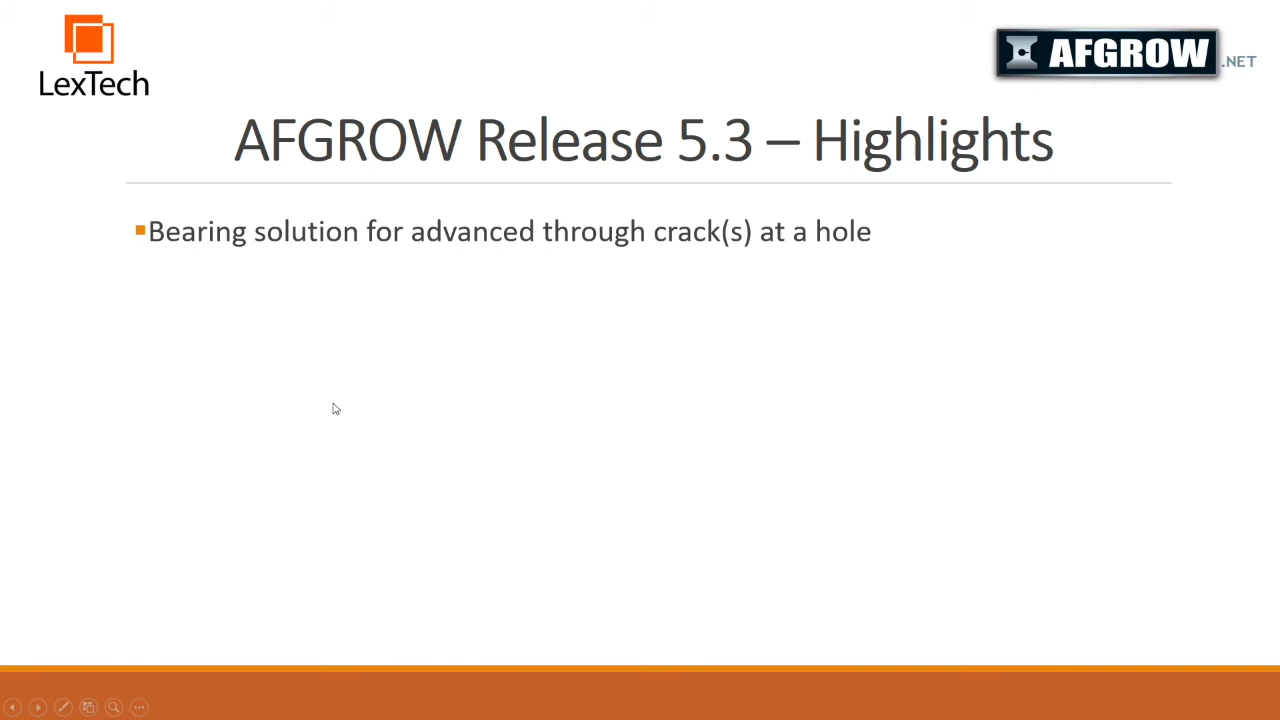 LexTech
AFGROW
.NET
AFGROW Release 5.3 – Highlights
Bearing solution for advanced through crack(s) at a hole